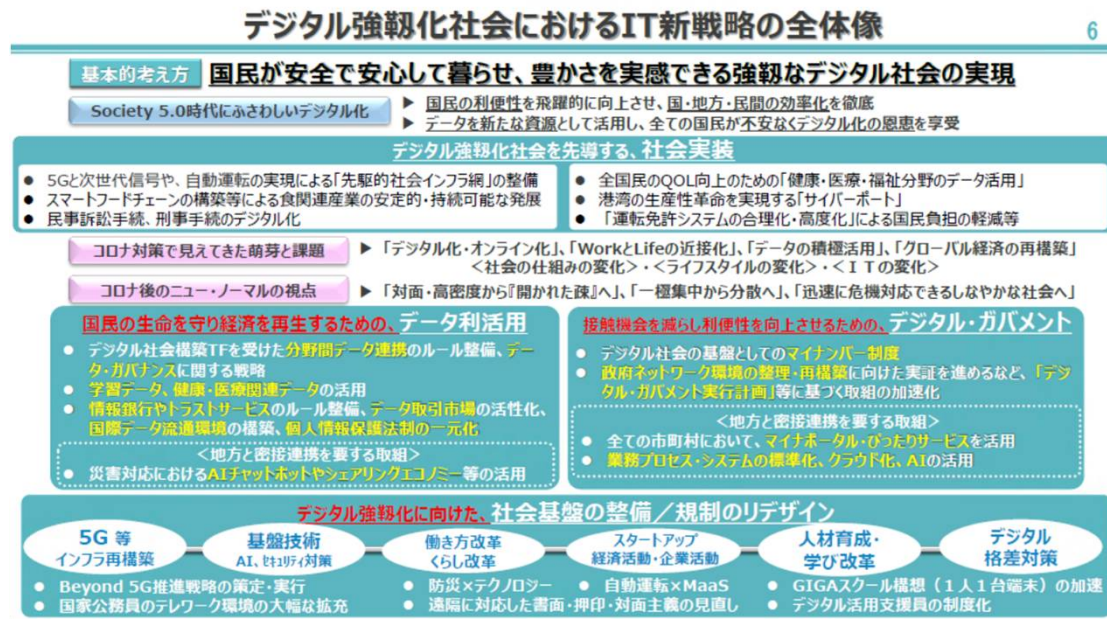 デジタル強靱化社会におけるIT新戦略の全体像
6
基本的考え方
国民が安全で安心して暮らせ、豊かさを実感できる強靱なデジタル社会の実現
Society 5.0時代にふさわしいデジタル化
▶ 国民の利便性を飛躍的に向上させ、国・地方・民間の効率化を徹底
▶ データを新たな資源として活用し、全ての国民が不安なくデジタル化の恩恵を享受
デジタル強靱化社会を先導する、社会実装
● 5Gと次世代信号や、自動運転の実現による「先駆的社会インフラ網」の整備
● スマートフードチェーンの構築等による食関連産業の安定的・持続可能な発展
● 民事訴訟手続、刑事手続のデジタル化
● 全国民のQOL向上のための「健康・医療・福祉分野のデータ活用」
● 港湾の生産性革命を実現する「サイバーポート」
● 「運転免許システムの合理化・高度化」による国民負担の軽減等
コロナ対策で見えてきた萌芽と課題
▶ 「デジタル化・オンライン化」、「WorkとLifeの近接化」、「データの積極活用」、「グローバル経済の再構築」
＜社会の仕組みの変化＞・＜ライフスタイルの変化＞・＜ＩＴの変化＞
コロナ後のニュー・ノーマルの視点
▶ 「対面・高密度から『開かれた疎』へ」、「一極集中から分散へ」、「迅速に危機対応できるしなやかな社会へ」
国民の生命を守り経済を再生するための、データ利活用
● デジタル社会構築TFを受けた分野間データ連携のルール整備、デー
タ・ガバナンスに関する戦略
● 学習データ、健康・医療関連データの活用
● 情報銀行やトラストサービスのルール整備、データ取引市場の活性化、
国際データ流通環境の構築、個人情報保護法制の一元化
＜地方と密接連携を要する取組＞
● 災害対応におけるAIチャットボットやシェアリングエコノミー等の活用
接触機会を減らし利便性を向上させるための、デジタル・ガバメント
● デジタル社会の基盤としてのマイナンバー制度
● 政府ネットワーク環境の整理・再構築に向けた実証を進めるなど、「デジ
タル・ガバメント実行計画」等に基づく取組の加速化
＜地方と密接連携を要する取組＞
● 全ての市町村において、マイナポータル・ぴったりサービスを活用
● 業務プロセス・システムの標準化、クラウド化、AIの活用
デジタル強靱化に向けた、社会基盤の整備／規制のリデザイン
5G 等
インフラ再構築
基盤技術
AI、ｾｷｭﾘﾃｨ対策
働き方改革
くらし改革
スタートアップ
経済活動・企業活動
人材育成・
学び改革
デジタル
格差対策
● Beyond 5G推進戦略の策定・実行
● 国家公務員のテレワーク環境の大幅な拡充
● 防災×テクノロジー
● 自動運転×MaaS
● 遠隔に対応した書面・押印・対面主義の見直し
● GIGAスクール構想（１人１台端末）の加速
● デジタル活用支援員の制度化